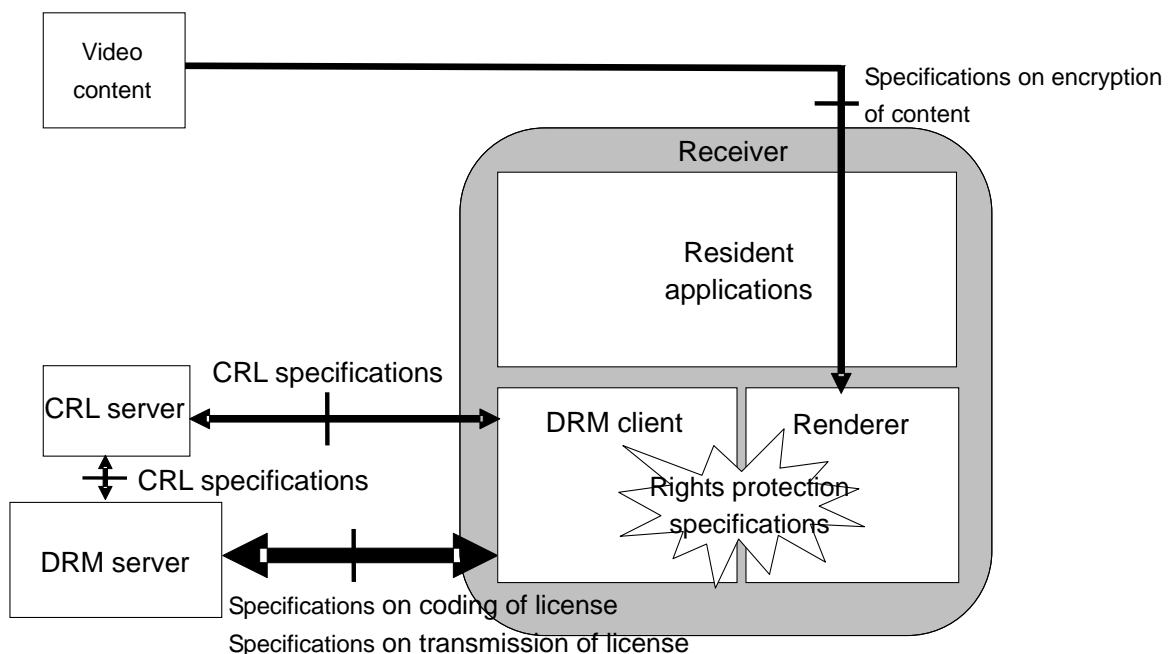 Video
content
Specifications on encryption
of content
Receiver
Resident
applications
CRL specifications
CRL server
DRM client
Renderer
CRL specifications
Rights protection
specifications
DRM server
Specifications on coding of license
Specifications on transmission of license